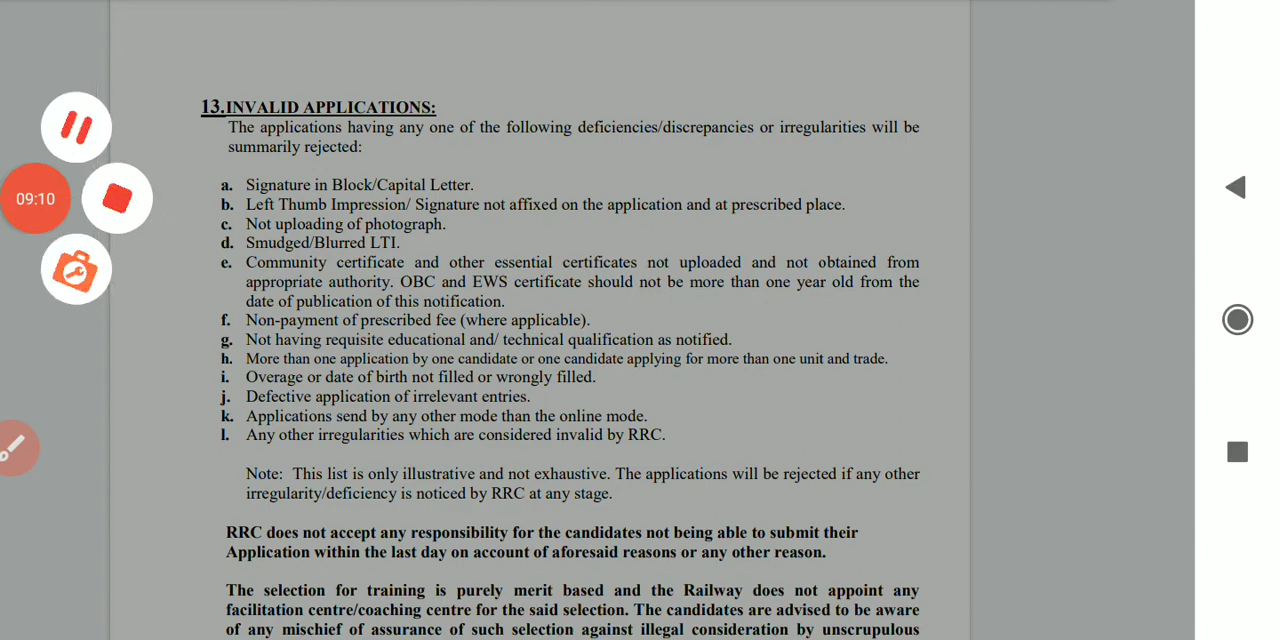 13.INVALID APPLICATIONS:
The applications having any one of the following deficiencies/discrepancies or irregularities will be
summarily rejected:
a. Signature in Block/Capital Letter.
b. Left Thumb Impression/ Signature not affixed on the application and at prescribed place.
c. Not uploading of photograph.
d. Smudged/Blurred LTI.
e. Community certificate and other essential certificates not uploaded and not obtained from
appropriate authority. OBC and EWS certificate should not be more than one year old from the
date of publication of this notification.
f. Non-payment of prescribed fee (where applicable).
g. Not having requisite educational and/ technical qualification as notified.
h. More than one application by one candidate or one candidate applying for more than one unit and trade.
i. Overage or date of birth not filled or wrongly filled.
j. Defective application of irrelevant entries.
k. Applications send by any other mode than the online mode.
l. Any other irregularities which are considered invalid by RRC.
Note: This list is only illustrative and not exhaustive. The applications will be rejected if any other
irregularity/deficiency is noticed by RRC at any stage.
RRC does not accept any responsibility for the candidates not being able to submit their
Application within the last day on account of aforesaid reasons or any other reason.
The selection for training is purely merit based and the Railway does not appoint any
facilitation centre/coaching centre for the said selection. The candidates are advised to be aware
of any mischief of assurance of such selection against illegal consideration by unscrupulous
09:10